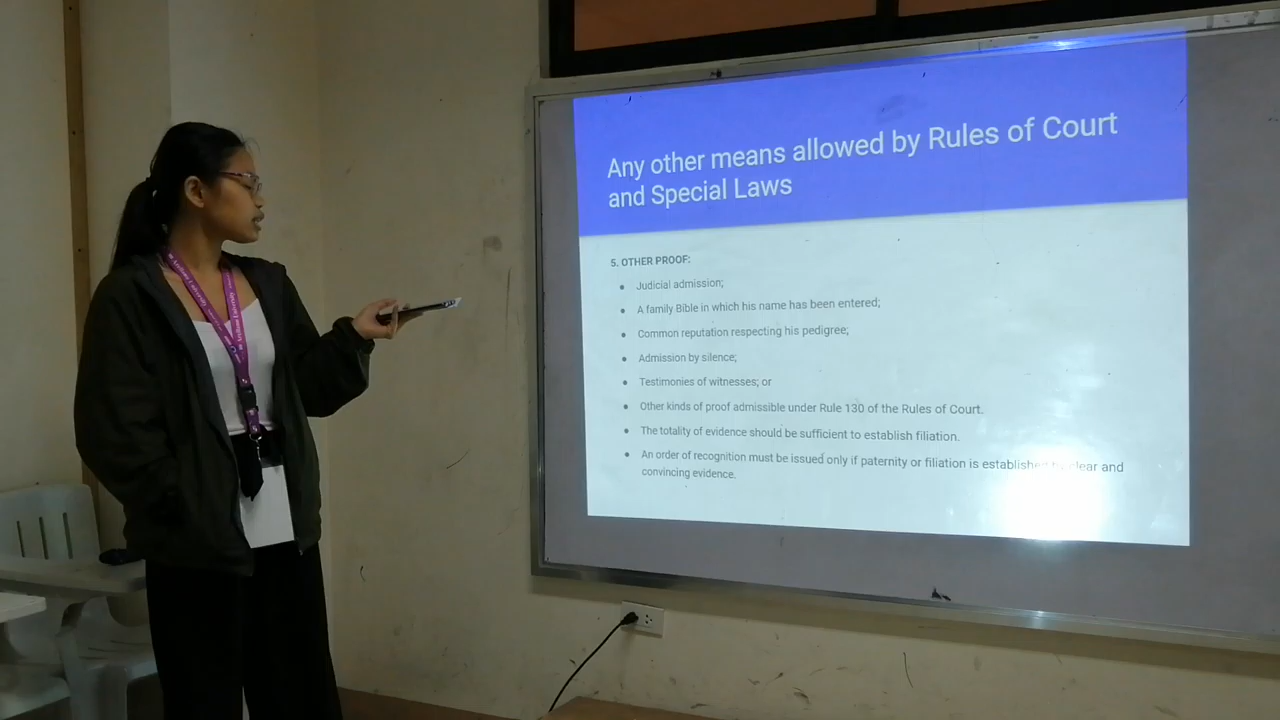 Any other means allowed by Rules of Court
and Special Laws
5. OTHER PROOF:
● Judicial admission;
● A family Bible in which his name has been entered;
● Common reputation respecting his pedigree;
● Admission by silence;
● Testimonies of witnesses; or
● Other kinds of proof admissible under Rule 130 of the Rules of Court.
● The totality of evidence should be sufficient to establish filiation.
● An order of recognition must be issued only if paternity or filiation is established by clear and
convincing evidence.